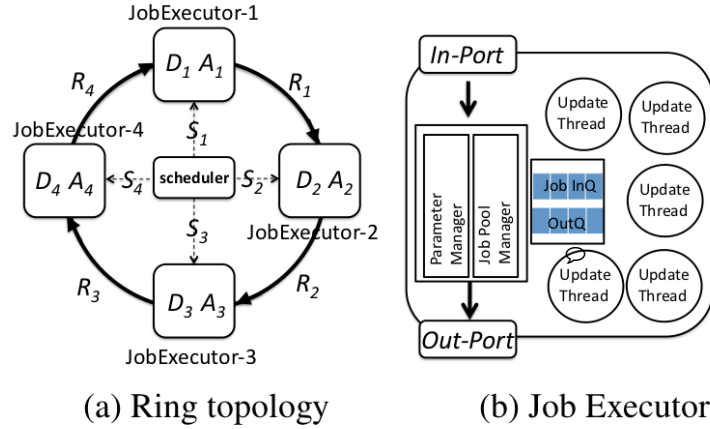 JobExecutor-1
D1 A1
R4
R1
S1
JobExecutor-4
D4 A4
S4
scheduler
S2
D2 A2
JobExecutor-2
S3
R3
R2
D3 A3
JobExecutor-3
(a) Ring topology
In-Port
Parameter
Manager
Job Pool
Manager
Job InQ
OutQ
Update
Thread
Update
Thread
Update
Thread
Update
Thread
Update
Thread
Out-Port
(b) Job Executor